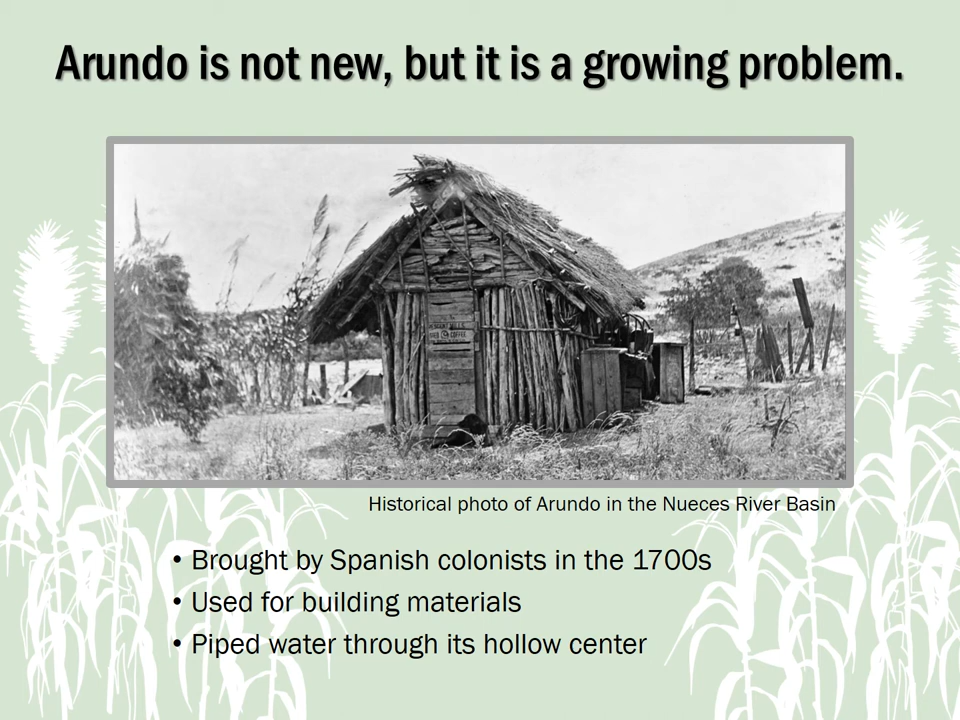 Arundo is not new, but it is a growing problem.
COFFEE
Historical photo of Arundo in the Nueces River Basin
• Brought by Spanish colonists in the 1700s
• Used for building materials
• Piped water through its hollow center